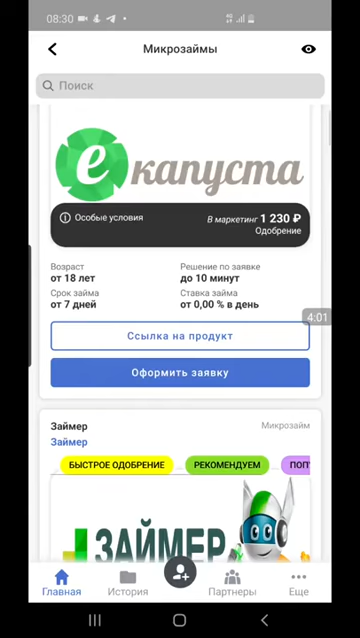 08:30
Микрозаймы
Поиск
е капуста
Особые условия
В маркетинг 1 230 ₽
Одобрение
Возраст
от 18 лет
Решение по заявке
до 10 минут
Срок займа
от 7 дней
Ставка займа
от 0,00 % в день
4:01
Ссылка на продукт
Оформить заявку
Займер
Микрозайм
Займер
БЫСТРОЕ ОДОБРЕНИЕ
РЕКОМЕНДУЕМ
ЗАЙМЕР
Главная
История
Партнеры
Еще